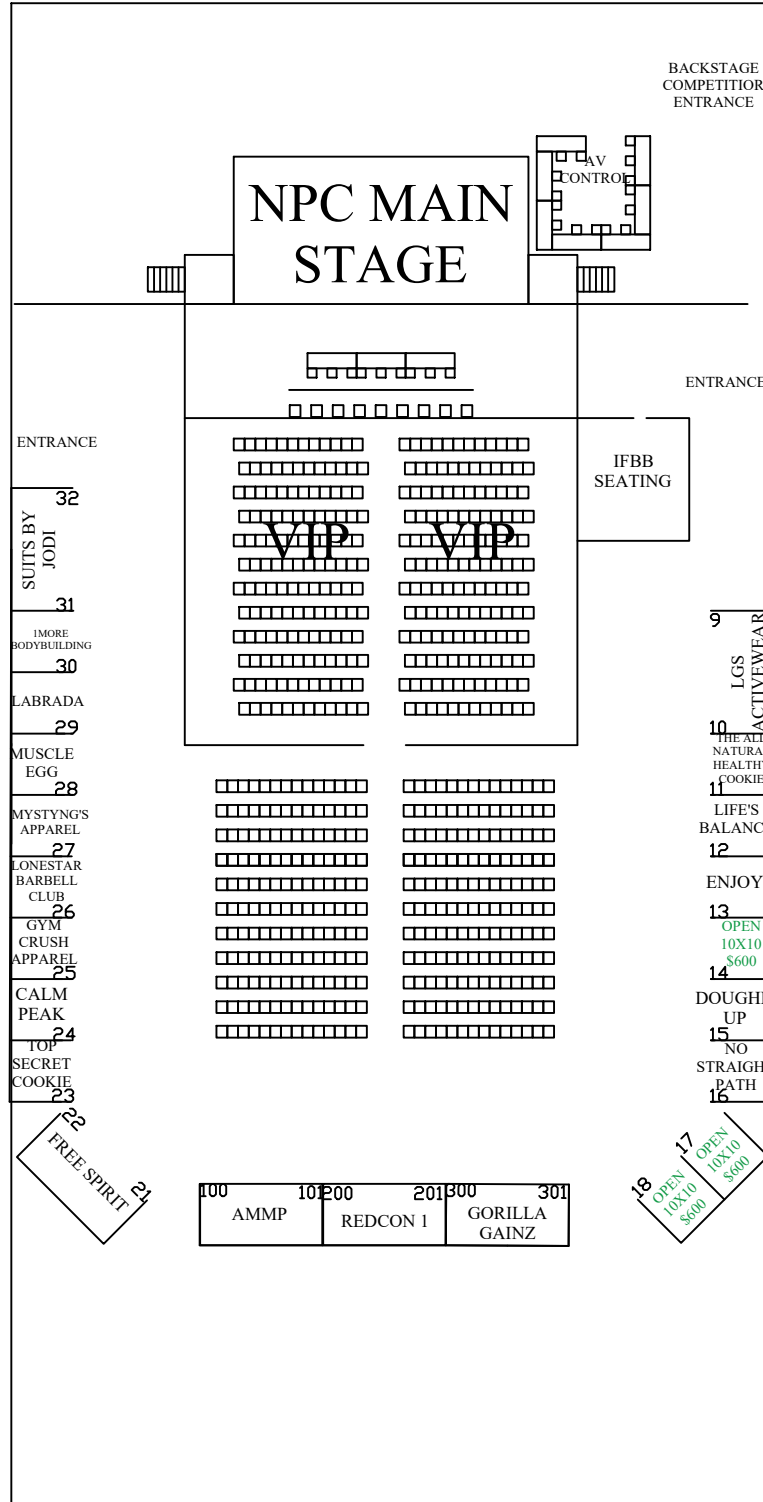 BACKSTAGE
ENTRANCE
AV
CONTROL
NPC MAIN
STAGE
ENTRANCE
ENTRANCE
IFBB
SEATING
VIP VIP
32
SUITS BY
JODI
31
1MORE
BODYBUILDING
30
LABRADA
29
MUSCLE
EGG
28
MYSTYNG'S
APPAREL
27
LONESTAR
BARBELL
CLUB
26
GYM
CRUSH
APPAREL
25
CALM
PEAK
24
TOP
SECRET
COOKIE
23
22
FREE SPIRIT
21
9
LGS
ACTIVEWEAR
10
THE ALL
11
LIFE'S
12
ENJOY
13
OPEN
10X10
$600
14
UP
15
NO
PATH
16
17
OPEN
10X10
$600
18
OPEN
10X10
$600
100 101
AMMP
200 201
REDCON 1
300 301
GORILLA
GAINZ